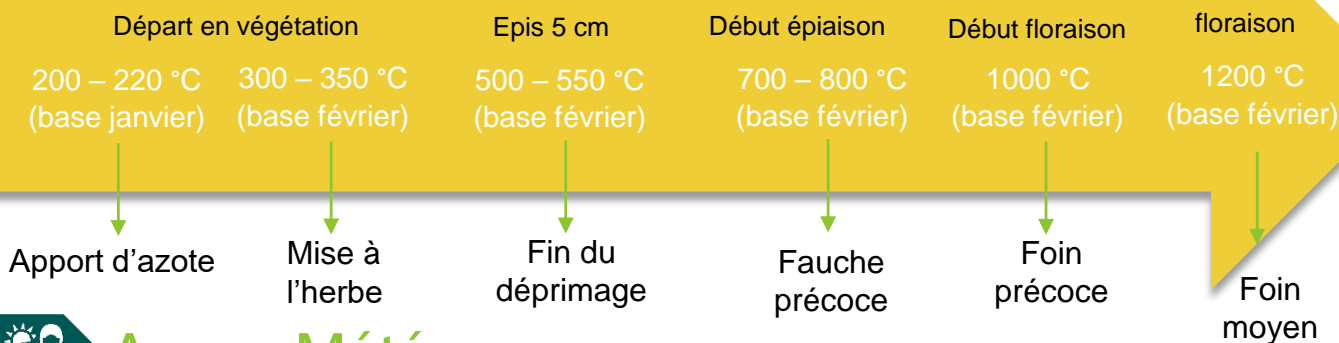 Départ en végétation
Epis 5 cm
Début épiaison
Début floraison
floraison
200 – 220 °C
(base janvier)
300 – 350 °C
(base février)
500 – 550 °C
(base février)
700 – 800 °C
(base février)
1000 °C
(base février)
1200 °C
(base février)
Apport d’azote
Mise à
l’herbe
Fin du
déprimage
Fauche
précoce
Foin
précoce
Foin
moyen